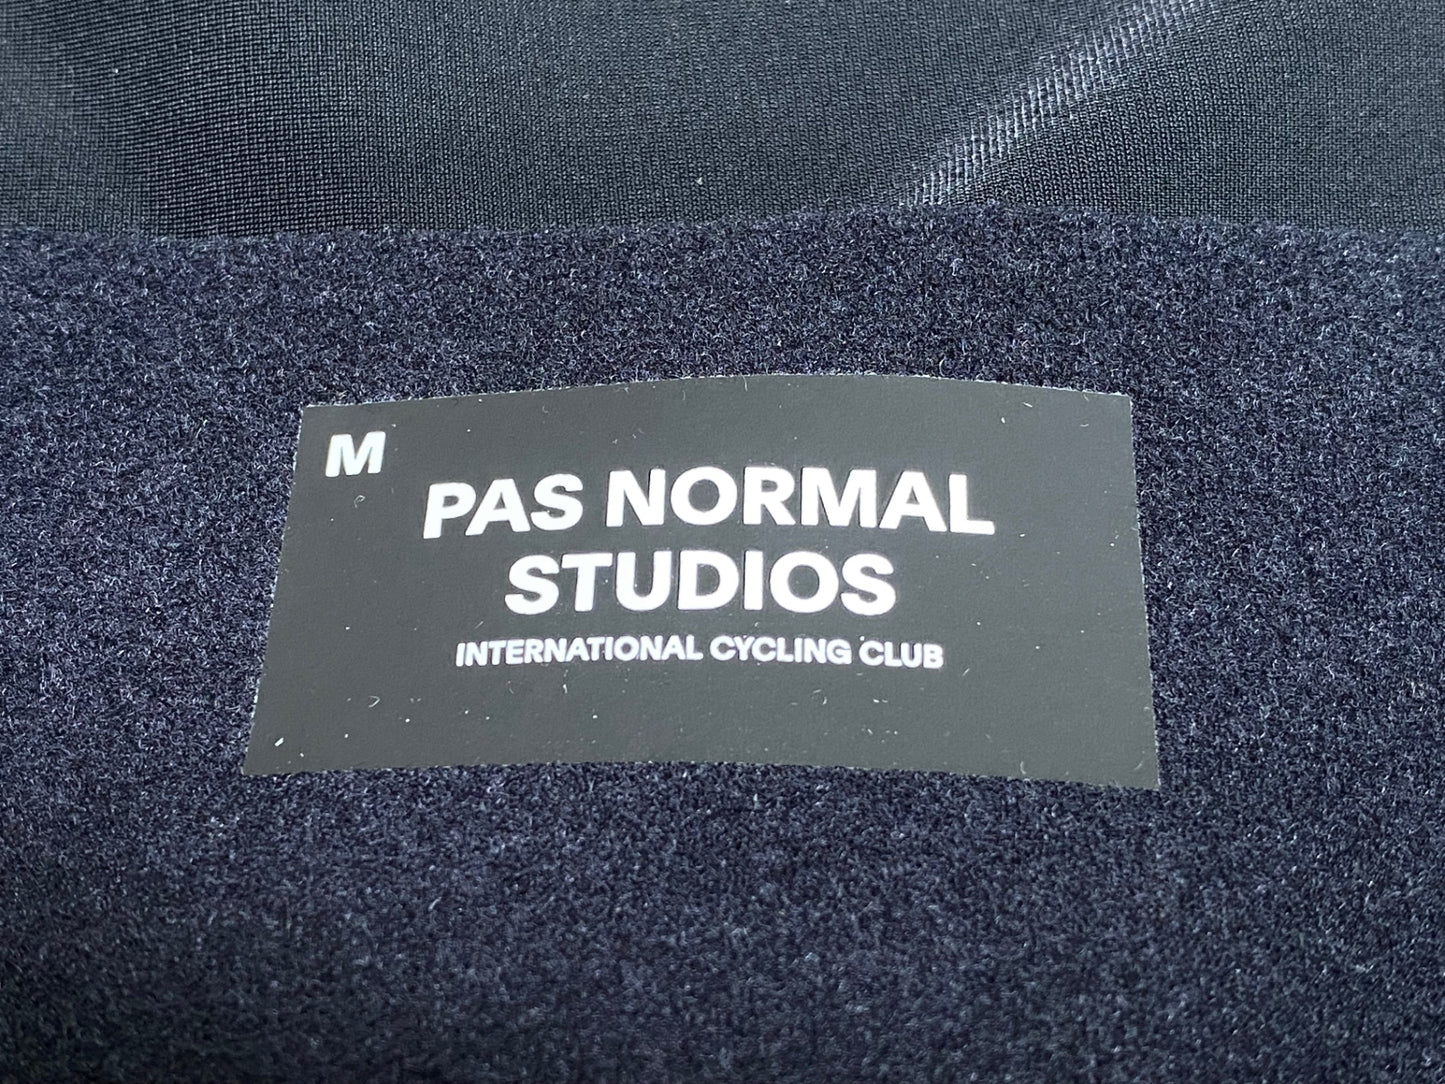 M
PAS NORMAL
STUDIOS
INTERNATIONAL CYCLING CLUB